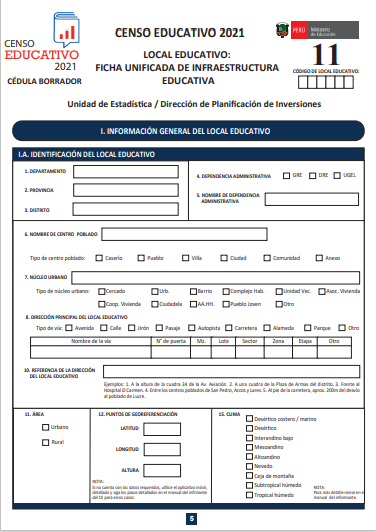 CENSO
EDUCATIVO
2021
CÉDULA BORRADOR
CENSO EDUCATIVO 2021
LOCAL EDUCATIVO:
FICHA UNIFICADA DE INFRAESTRUCTURA
EDUCATIVA
PERÚ Ministerio de Educación
11
CÓDIGO DE LOCAL EDUCATIVO:
Unidad de Estadística / Dirección de Planificación de Inversiones
I. INFORMACIÓN GENERAL DEL LOCAL EDUCATIVO
I.A. IDENTIFICACIÓN DEL LOCAL EDUCATIVO
1. DEPARTAMENTO
2. PROVINCIA
3. DISTRITO
4. DEPENDENCIA ADMINISTRATIVA GRE DRE UGEL
5. NOMBRE DE DEPENDENCIA
ADMINISTRATIVA
6. NOMBRE DE CENTRO POBLADO
Tipo de centro poblado: Caserío Pueblo Villa Ciudad Comunidad Anexo
7. NÚCLEO URBANO
Tipo de núcleo urbano: Cercado Urb. Barrio Complejo Hab. Unidad Vec. Asoc. Vivienda
Coop. Vivienda Ciudadela AA.HH. Pueblo Joven Otro
8. DIRECCIÓN PRINCIPAL DEL LOCAL EDUCATIVO
Tipo de vía: Avenida Calle Jirón Pasaje Autopista Carretera Alameda Parque Otro
Nombre de la vía N° de puerta Mz. Lote Sector Zona Etapa Otro
10. REFERENCIA DE LA DIRECCIÓN
DEL LOCAL EDUCATIVO
Ejemplos: 1. A la altura de la cuadra 34 de la Av. Aviación. 2. A una cuadra de la Plaza de Armas del distrito. 3. Frente al
Hospital El Carmen. 4. Entre los centros poblados de San Pedro, Accos y Lares. 5. Al pie de la carretera, aprox. 200m del desvío
al poblado de Lucre.
11. ÁREA
Urbano
Rural
12. PUNTOS DE GEOREFERENCIACIÓN
LATITUD
LONGITUD
ALTURA
NOTA:
Si no cuenta con los datos requeridos, utilice el aplicativo móvil,
detallado y siga los pasos detallados en el manual del informante
15. CLIMA
Desértico costero / marino
Desértico
Interandino bajo
Mesoandino
Altoandino
Nevado
Ceja de montaña
Subtropical húmedo
Tropical húmedo
NOTA:
Para más detalle revise en el
manual del informante
5